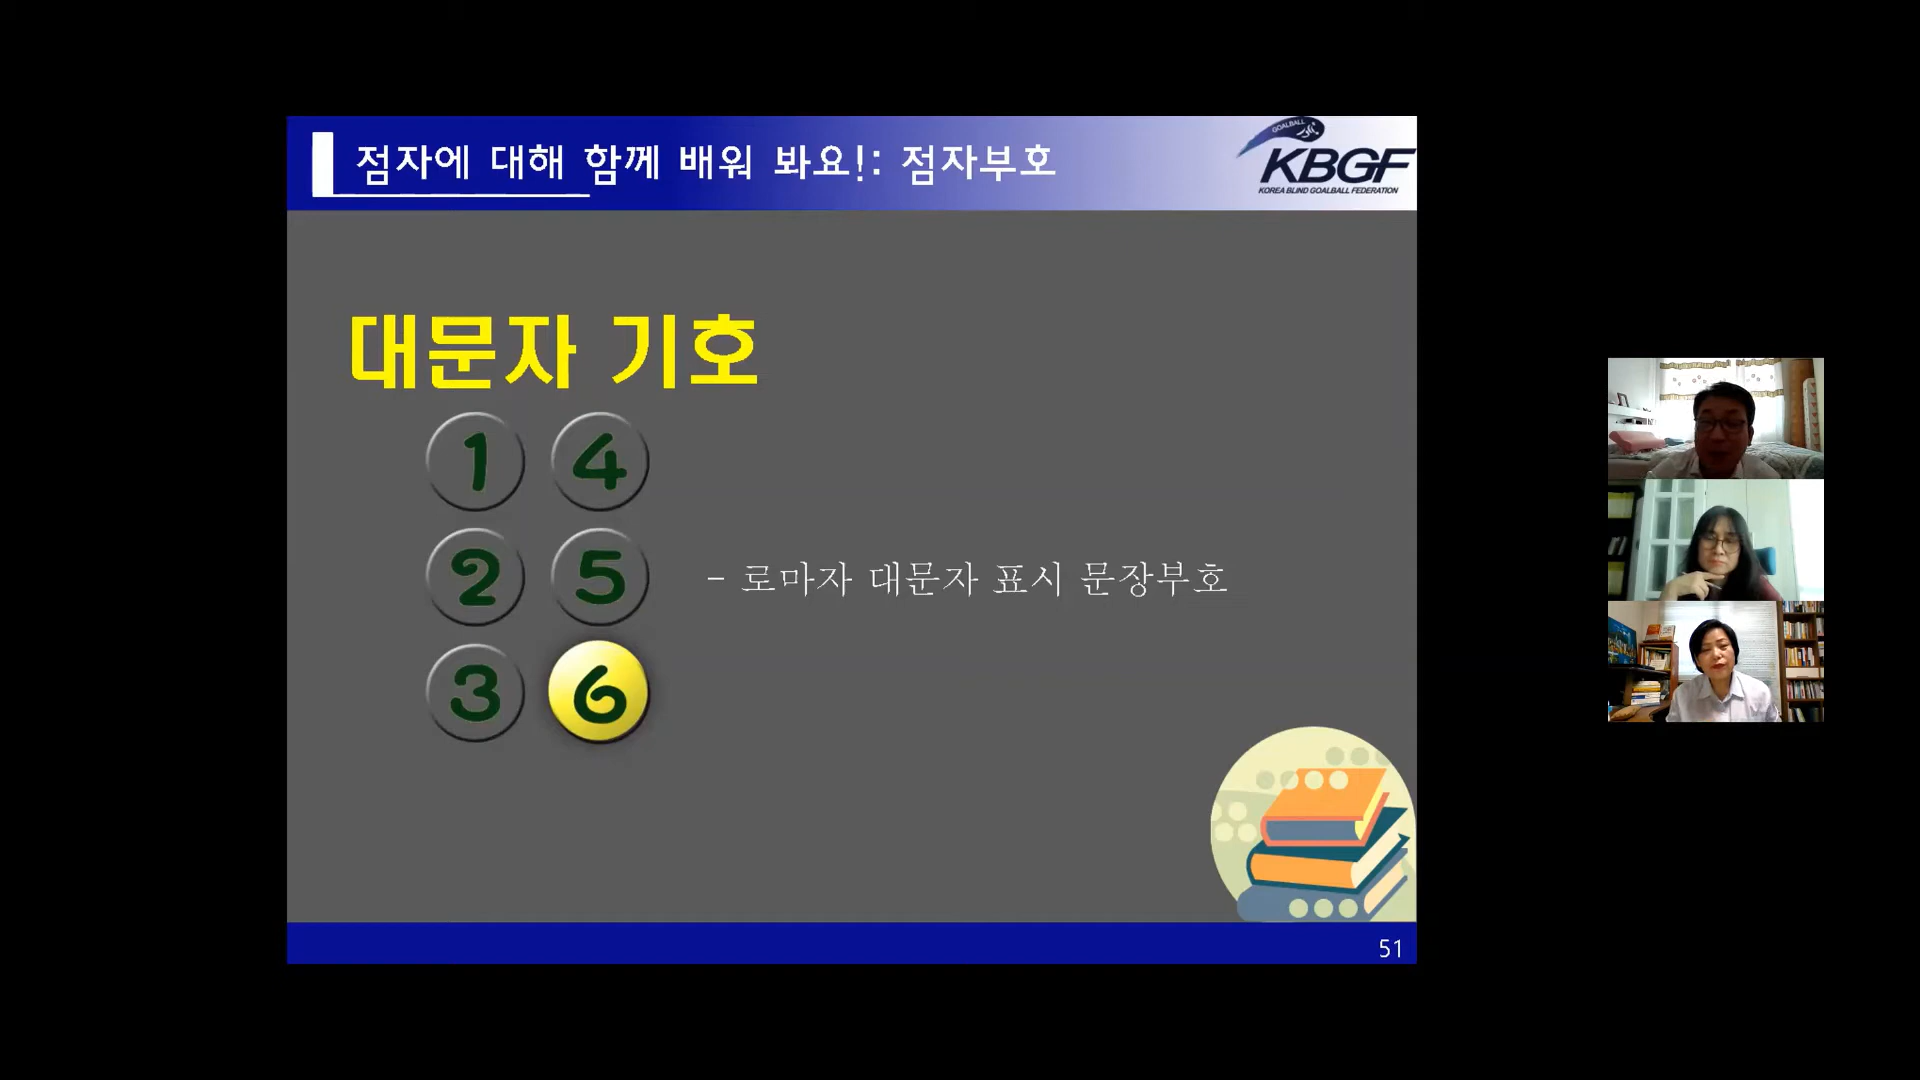 점자에 대해 함께 배워 봐요!: 점자부호
GOALBALL
KBGF
KOREA BLIND GOALBALL FEDERATION
대문자 기호
1 4
2 5
3 6
- 로마자 대문자 표시 문장부호
51